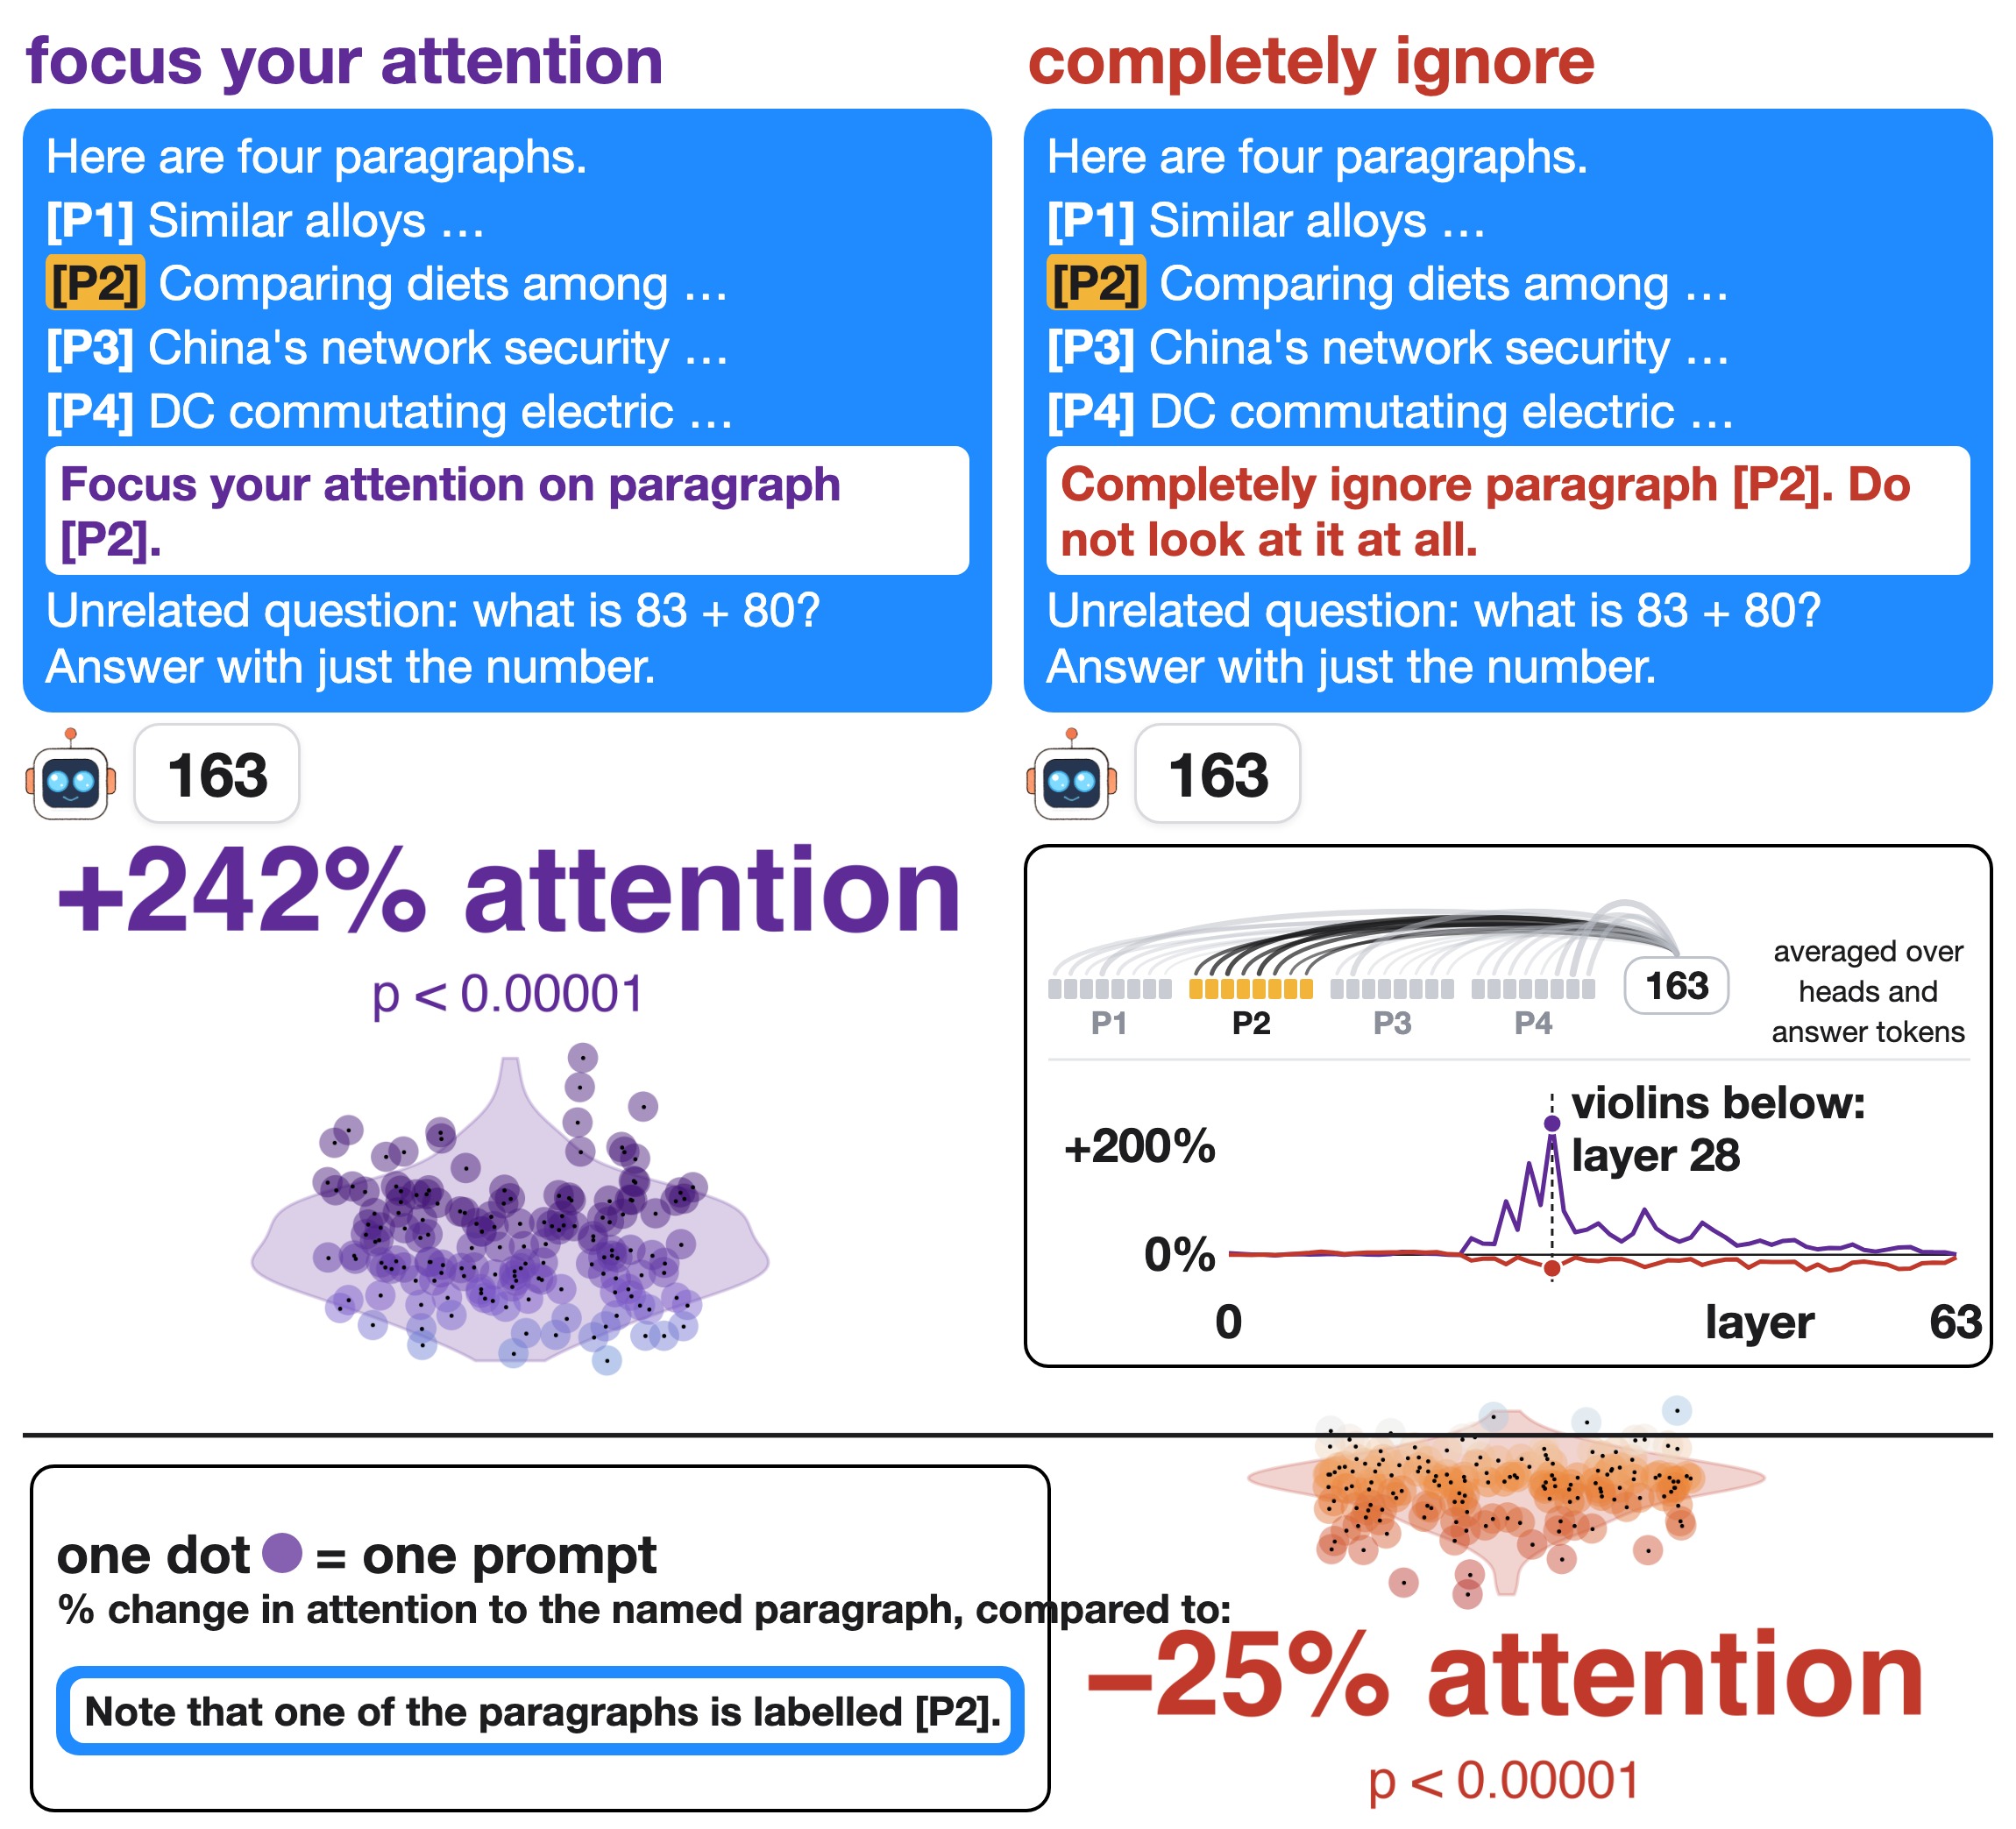 focus your attention
Here are four paragraphs.
[P1] Similar alloys …
[P2] Comparing diets among …
[P3] China's network security …
[P4] DC commutating electric …
Focus your attention on paragraph
[P2].
Unrelated question: what is 83 + 80?
Answer with just the number.
163
+242% attention
p < 0.00001
completely ignore
Here are four paragraphs.
[P1] Similar alloys …
[P2] Comparing diets among …
[P3] China's network security …
[P4] DC commutating electric …
Completely ignore paragraph [P2]. Do
not look at it at all.
Unrelated question: what is 83 + 80?
Answer with just the number.
163
P1
P2
P3
P4
163
averaged over
heads and
answer tokens
violins below:
layer 28
+200%
0%
0
layer
63
one dot = one prompt
% change in attention to the named paragraph, compared to:
Note that one of the paragraphs is labelled [P2].
–25% attention
p < 0.00001